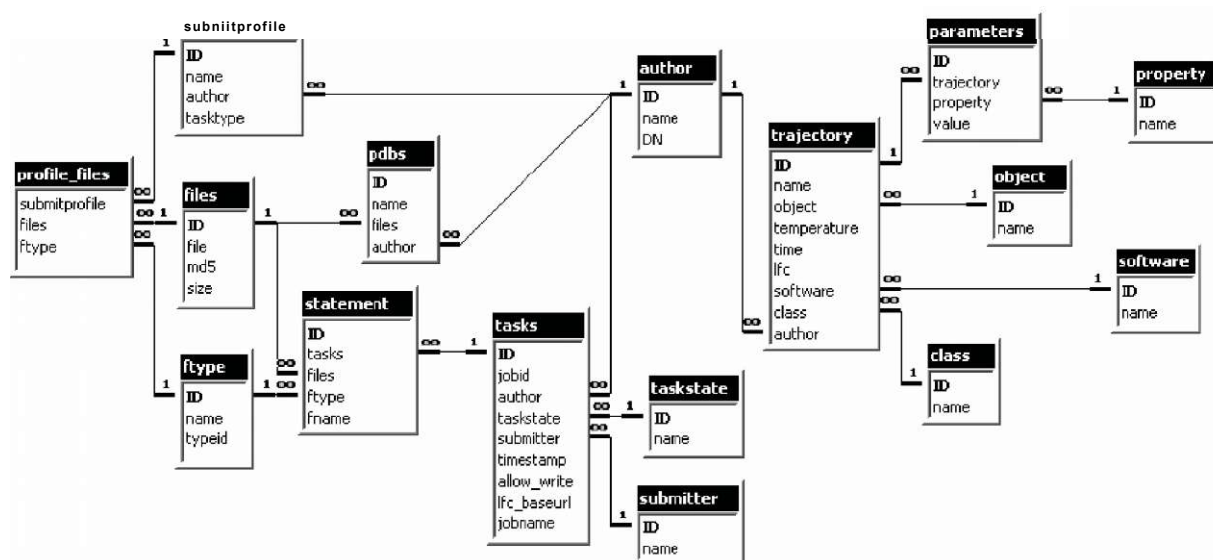 subniitprofile
ID
name
author
tasktype
profile_files
submitprofile
files
ftype
files
ID
file
md5
size
ftype
ID
name
typeid
pdbs
ID
name
files
author
statement
ID
tasks
files
ftype
fname
tasks
ID
jobid
author
taskstate
submitter
timestamp
allow_write
lfc_baseurl
jobname
author
ID
name
DN
taskstate
ID
name
submitter
ID
name
trajectory
ID
name
object
temperature
time
lfc
software
class
author
parameters
ID
trajectory
property
value
property
ID
name
object
ID
name
software
ID
name
class
ID
name
1
∞
1
∞
∞
∞
1
1
∞
∞
1
∞
1
∞
∞
1
∞
1
∞
∞
∞
1
1
1
1
∞
1
∞
∞
1
∞
1
∞
1
∞
1